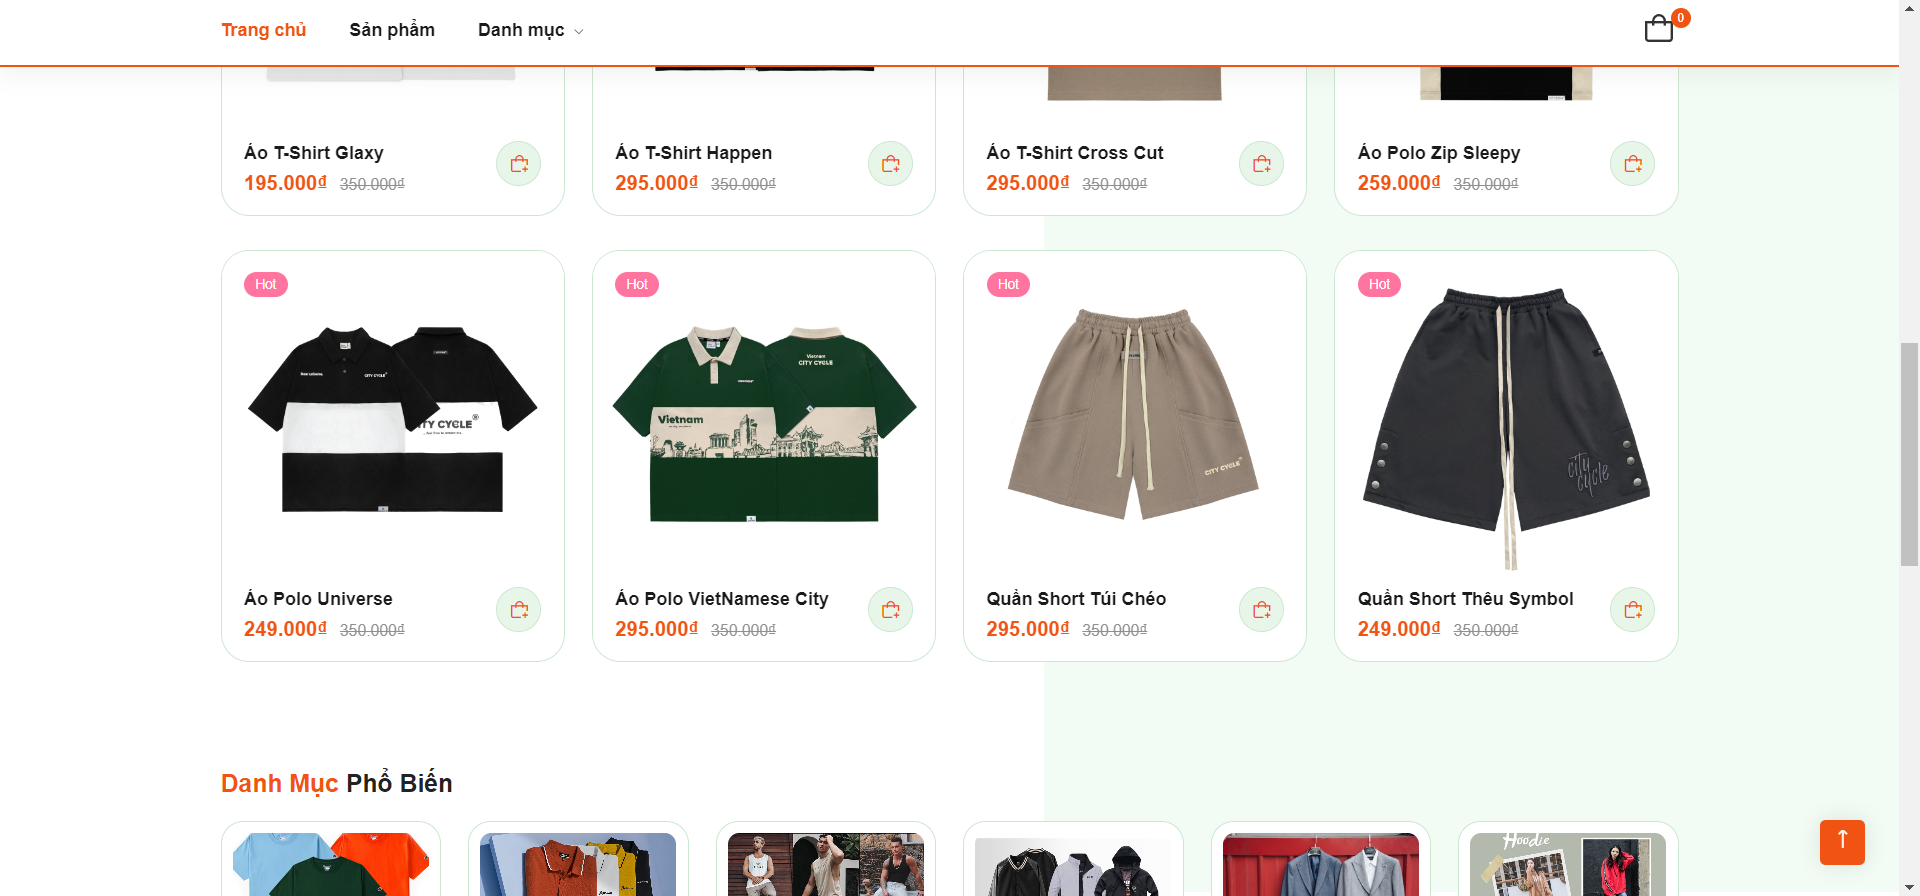 Trang chủ
Sản phẩm
Danh mục
0
Áo T-Shirt Glaxy
195.000₫ 350.000₫
Áo T-Shirt Happen
295.000₫ 350.000₫
Áo T-Shirt Cross Cut
295.000₫ 350.000₫
Áo Polo Zip Sleepy
259.000₫ 350.000₫
Hot
CITY CYCLE
TY CYCLE
Áo Polo Universe
249.000₫ 350.000₫
Hot
Vietnam
CITY CYCLE
Vietnam
Áo Polo VietNamese City
295.000₫ 350.000₫
Hot
CITY CYCLE
Quần Short Túi Chéo
295.000₫ 350.000₫
Hot
city
cycle
Quần Short Thêu Symbol
249.000₫ 350.000₫
Danh Mục Phổ Biến
Hoodie